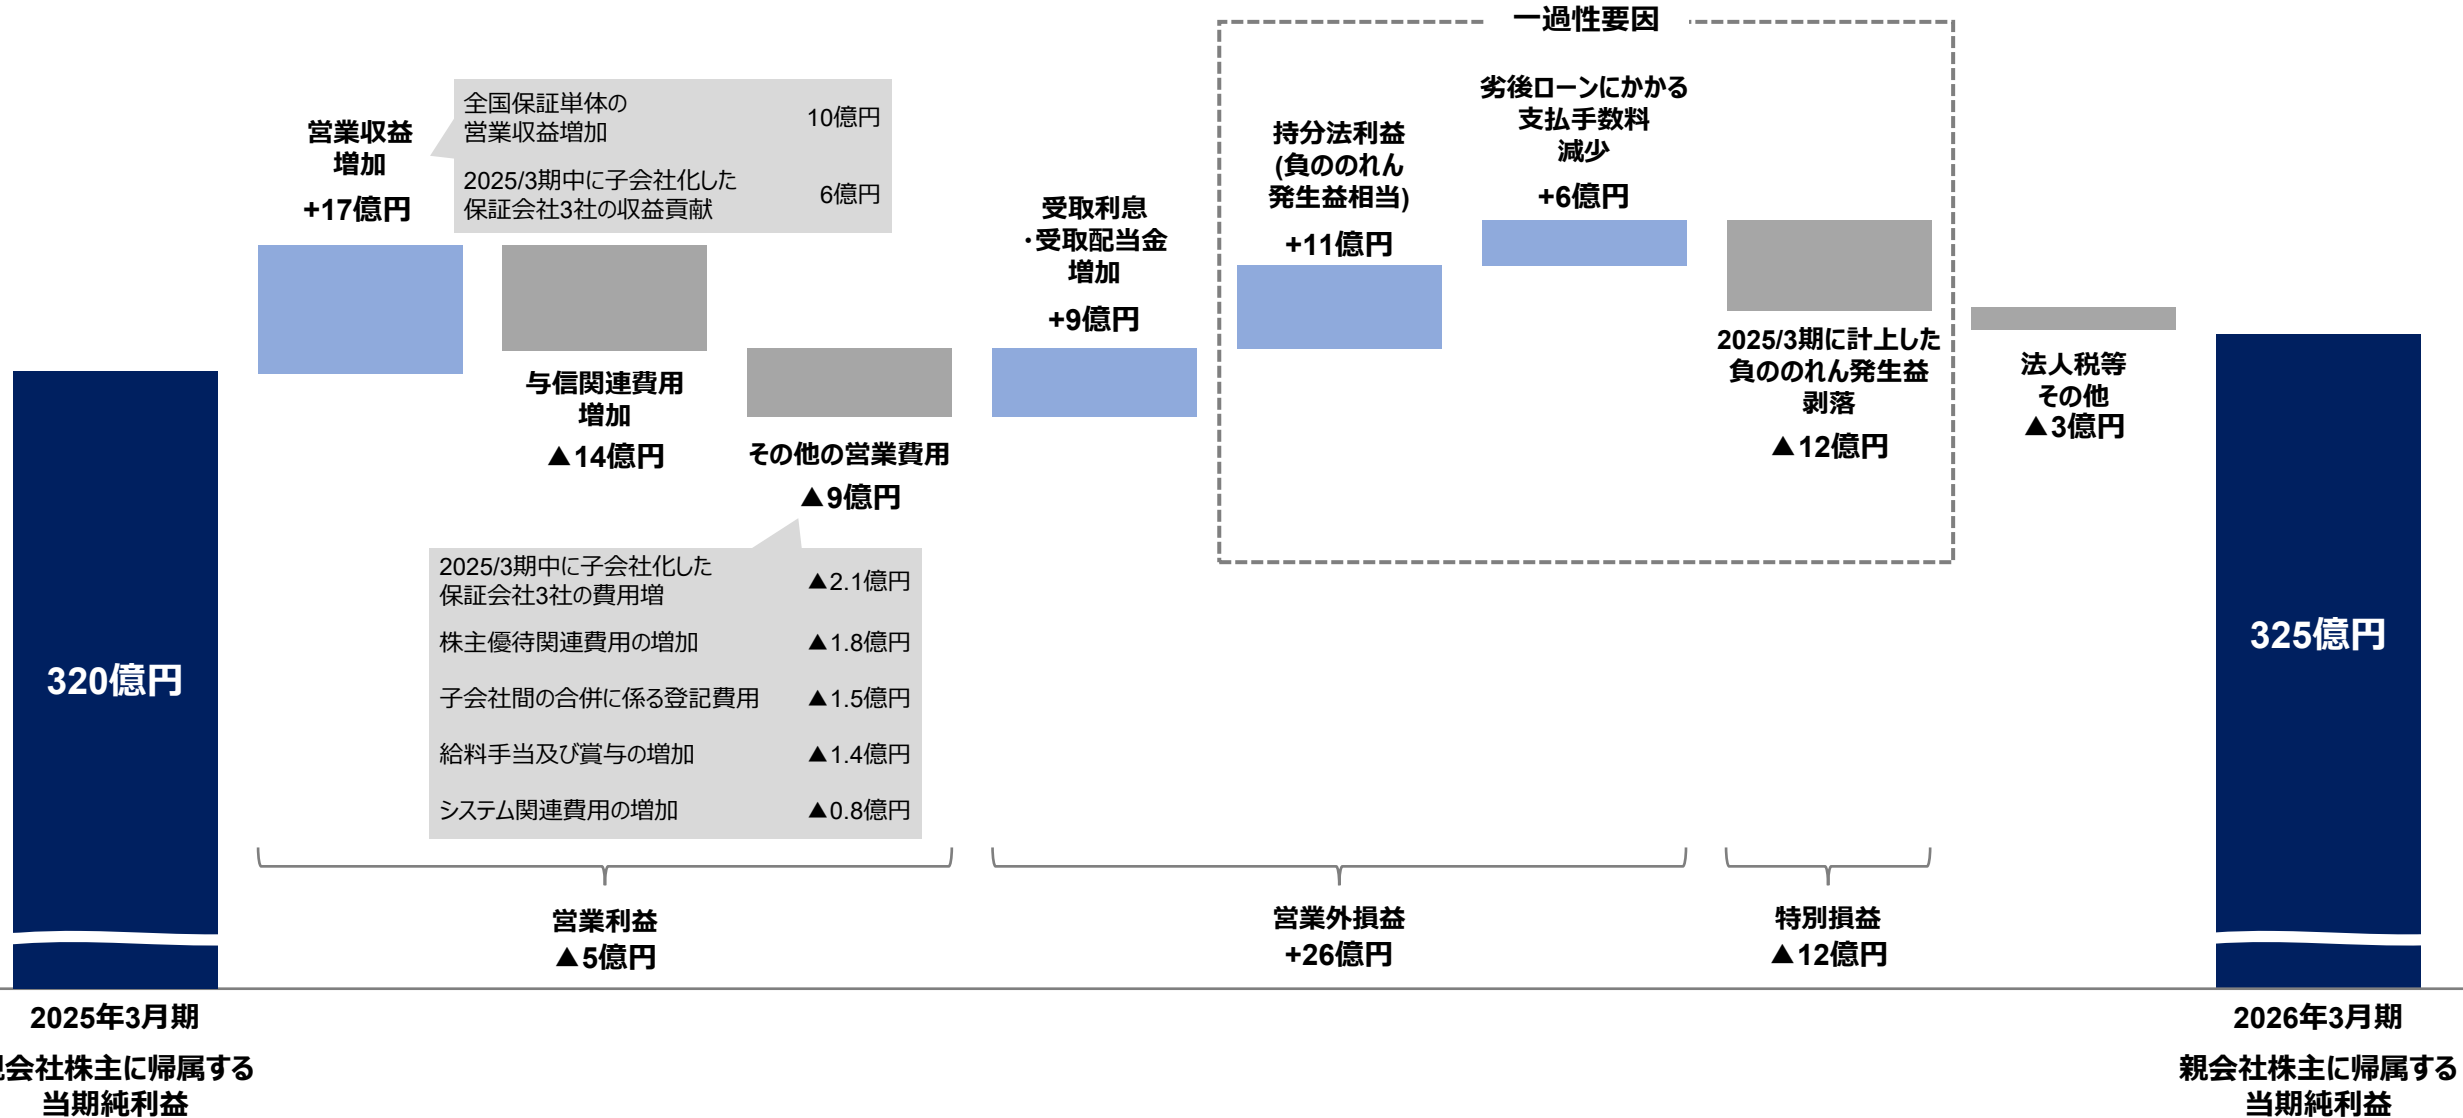 一過性要因
営業収益
増加
+17億円
全国保証単体の
営業収益増加
10億円
2025/3期中に子会社化した
保証会社3社の収益貢献
6億円
与信関連費用
増加
▲14億円
その他の営業費用
▲9億円
2025/3期中に子会社化した
保証会社3社の費用増
▲2.1億円
株主優待関連費用の増加
▲1.8億円
子会社間の合併に係る登記費用
▲1.5億円
給料手当及び賞与の増加
▲1.4億円
システム関連費用の増加
▲0.8億円
受取利息
・受取配当金
増加
+9億円
持分法利益
(負ののれん
発生益相当)
+11億円
劣後ローンにかかる
支払手数料
減少
+6億円
2025/3期に計上した
負ののれん発生益
剥落
▲12億円
法人税等
その他
▲3億円
320億円
325億円
営業利益
▲5億円
営業外損益
+26億円
特別損益
▲12億円
2025年3月期
親会社株主に帰属する
当期純利益
2026年3月期
親会社株主に帰属する
当期純利益